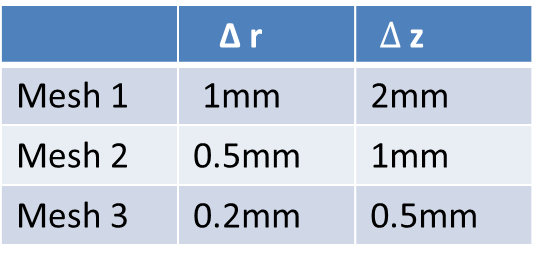 Δ r Δ z
Mesh 1 1mm 2mm
Mesh 2 0.5mm 1mm
Mesh 3 0.2mm 0.5mm